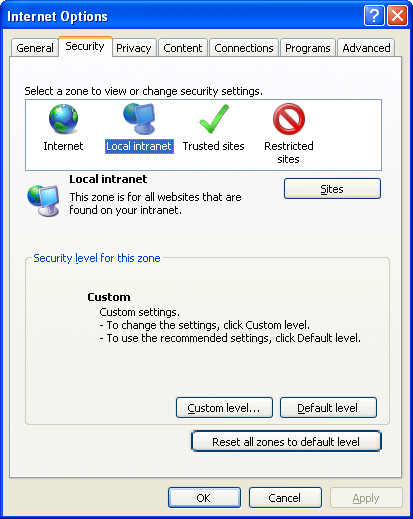 Internet Options
General Security Privacy Content Connections Programs Advanced
Select a zone to view or change security settings.
Internet Local intranet Trusted sites Restricted
sites
Local intranet
This zone is for all websites that are
found on your intranet.
Sites
Security level for this zone
Custom
Custom settings.
- To change the settings, click Custom level.
- To use the recommended settings, click Default level.
Custom level... Default level
Reset all zones to default level
OK Cancel Apply